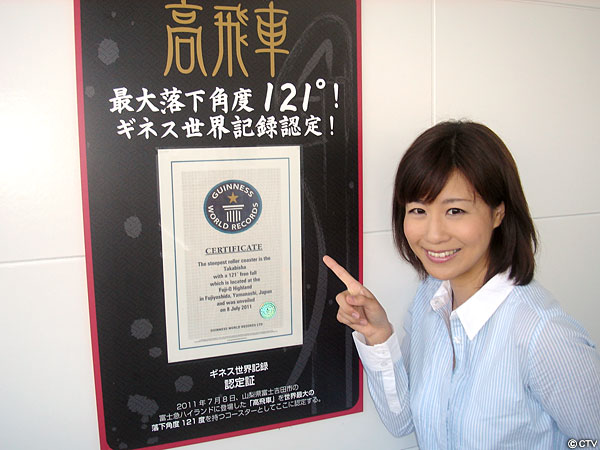 高飛車
最大落下角度121°!
ギネス世界記録認定!
GUINNESS
WORLD RECORDS
CERTIFICATE
The steepest roller coaster is the
Takabisha
with a 121° free fall
which is located at the
Fuji-Q Highland
in Fujiyoshida, Yamanashi, Japan
and was unveiled
on 8 July 2011
GUINNESS WORLD RECORDS LTD
ギネス世界記録
認定証
2011年7月8日、山梨県富士吉田市の
富士急ハイランドに登場した「高飛車」を世界最大の
落下角度121度を持つコースターとしてここに認定する。
©CTV